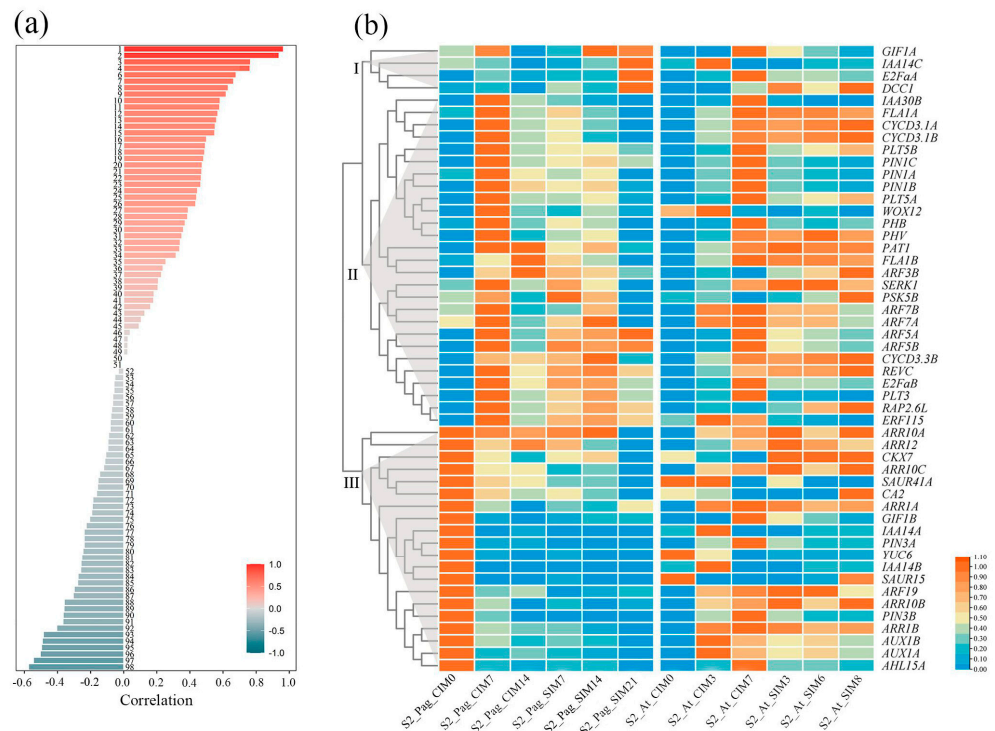 (a)
(b)
1
2
3
4
6
7
8
9
10
11
12
13
14
15
16
17
18
19
20
21
22
23
24
25
26
27
28
29
30
31
32
33
34
35
36
37
38
39
40
41
42
43
44
45
46
47
48
49
50
51
52
53
54
55
56
57
58
59
60
61
62
63
64
65
66
67
68
69
70
71
72
73
74
75
76
77
78
79
80
81
82
83
84
85
86
87
88
89
90
91
92
93
94
95
96
97
98
1.0
0.5
0.0
-0.5
-1.0
-0.6 -0.4 -0.2 0.0 0.2 0.4 0.6 0.8 1.0
Correlation
I
II
III
GIF1A
IAA14C
E2FaA
DCC1
IAA30B
FLA1A
CYCD3.1A
CYCD3.1B
PLT5B
PIN1C
PIN1A
PIN1B
PLT5A
WOX12
PHB
PHV
PAT1
FLA1B
ARF3B
SERK1
PSK5B
ARF7B
ARF7A
ARF5A
ARF5B
CYCD3.3B
REVC
E2FaB
PLT3
RAP2.6L
ERF115
ARR10A
ARR12
CKX7
ARR10C
SAUR41A
CA2
ARR1A
GIF1B
IAA14A
PIN3A
YUC6
IAA14B
SAUR15
ARF19
ARR10B
PIN3B
ARR1B
AUX1B
AUX1A
AHL15A
S2_Pag_CIM0
S2_Pag_CIM7
S2_Pag_CIM14
S2_Pag_SIM7
S2_Pag_SIM14
S2_Pag_SIM21
S2_At_CIM0
S2_At_CIM3
S2_At_CIM7
S2_At_SIM3
S2_At_SIM6
S2_At_SIM8
1.10
1.00
0.90
0.80
0.70
0.60
0.50
0.40
0.30
0.20
0.10
0.00